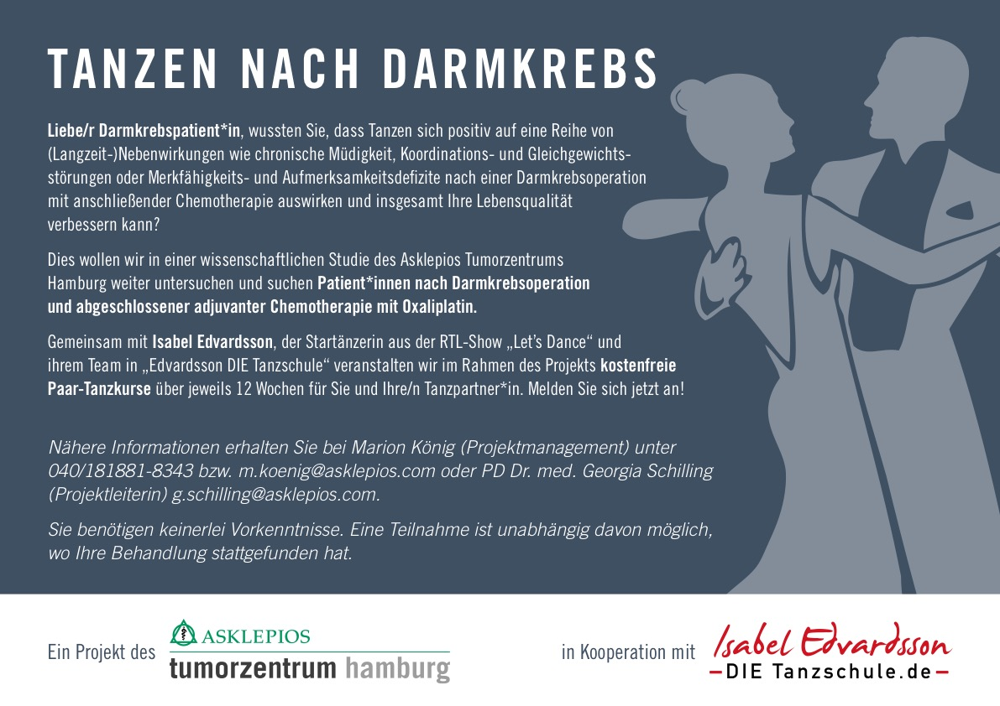 TANZEN NACH DARMKREBS
Liebe/r Darmkrebspatient*in, wussten Sie, dass Tanzen sich positiv auf eine Reihe von
(Langzeit-)Nebenwirkungen wie chronische Müdigkeit, Koordinations- und Gleichgewichts-
störungen oder Merkfähigkeits- und Aufmerksamkeitsdefizite nach einer Darmkrebsoperation
mit anschließender Chemotherapie auswirken und insgesamt Ihre Lebensqualität
verbessern kann?
Dies wollen wir in einer wissenschaftlichen Studie des Asklepios Tumorzentrums
Hamburg weiter untersuchen und suchen Patient*innen nach Darmkrebsoperation
und abgeschlossener adjuvanter Chemotherapie mit Oxaliplatin.
Gemeinsam mit Isabel Edvardsson, der Startänzerin aus der RTL-Show „Let's Dance“ und
ihrem Team in „Edvardsson DIE Tanzschule“ veranstalten wir im Rahmen des Projekts kostenfreie
Paar-Tanzkurse über jeweils 12 Wochen für Sie und Ihre/n Tanzpartner*in. Melden Sie sich jetzt an!
Nähere Informationen erhalten Sie bei Marion König (Projektmanagement) unter
040/181881-8343 bzw. m.koenig@asklepios.com oder PD Dr. med. Georgia Schilling
(Projektleiterin) g.schilling@asklepios.com.
Sie benötigen keinerlei Vorkenntnisse. Eine Teilnahme ist unabhängig davon möglich,
wo Ihre Behandlung stattgefunden hat.
Ein Projekt des
ASKLEPIOS
tumorzentrum hamburg
in Kooperation mit
Isabel Edvardsson
DIE Tanzschule.de